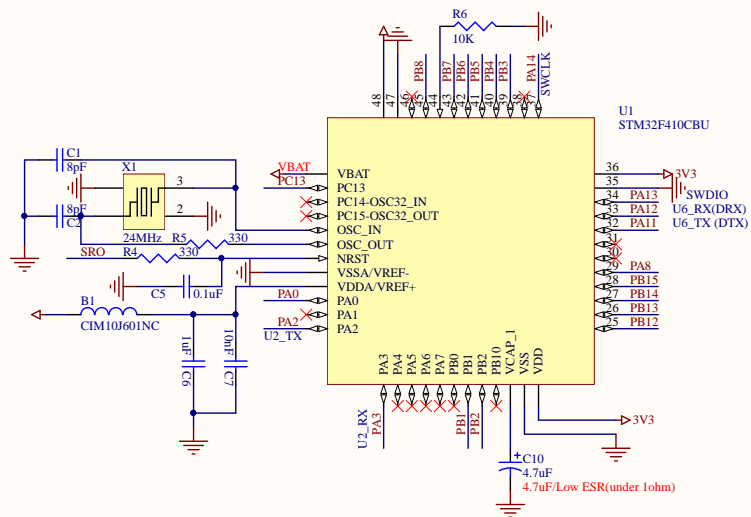 R6
10K
48
47
46
45
44
43
42
41
40
39
38
37
PB8
PB7
PB6
PB5
PB4
PB3
PA14
SWCLK
U1
STM32F410CBU
C1
8pF
X1
3
2
8pF
C2
24MHz
R5
330
SRO
R4
330
C5
0.1uF
B1
CIM10J601NC
1uF
C6
10nF
C7
VBAT
PC13
PA0
PA2
U2_TX
VBAT
PC13
PC14-OSC32_IN
PC15-OSC32_OUT
OSC_IN
OSC_OUT
NRST
VSSA/VREF-
VDDA/VREF+
PA0
PA1
PA2
36
35
34
33
32
31
30
29
28
27
26
25
3V3
PA13
SWDIO
PA12
U6_RX(DRX)
PA11
U6_TX (DTX)
PA8
PB15
PB14
PB13
PB12
PA3
PA4
PA5
PA6
PA7
PB0
PB1
PB2
PB10
VCAP_1
VSS
VDD
U2_RX
PA3
PB1
PB2
3V3
+
C10
4.7uF
4.7uF/Low ESR(under 1ohm)